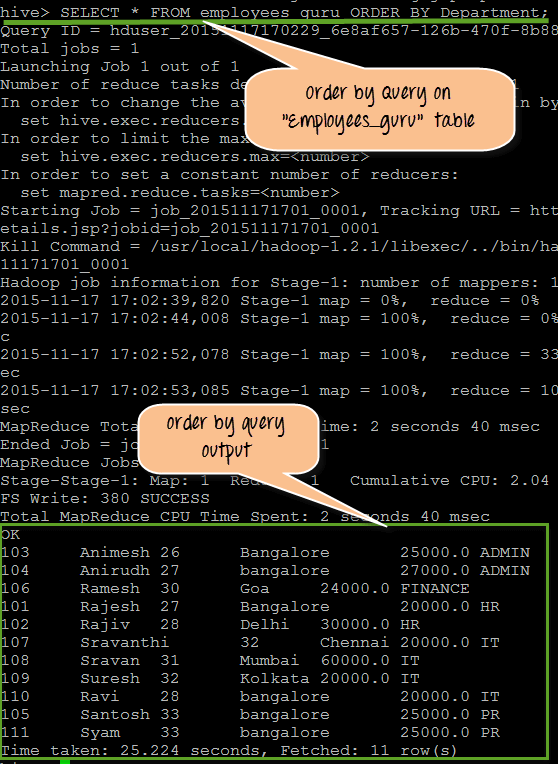 hive> SELECT * FROM employees_guru ORDER BY Department;
Query ID = hduser_20151117170229_6e8af657-126b-470f-8b88
Total jobs = 1
Launching Job 1 out of 1
Number of reduce tasks de 1
In order to change the av in by
set hive.exec.reducers.
In order to limit the max
set hive.exec.reducers.max=<number>
In order to set a constant number of reducers:
set mapred.reduce.tasks=<number>
Starting Job = job_201511171701_0001, Tracking URL = htt
etails.jsp?jobid=job_201511171701_0001
Kill Command = /usr/local/hadoop-1.2.1/libexec/../bin/ha
11171701_0001
Hadoop job information for Stage-1: number of mappers: 1
2015-11-17 17:02:39,820 Stage-1 map = 0%, reduce = 0%
2015-11-17 17:02:44,008 Stage-1 map = 100%, reduce = 0%
c
2015-11-17 17:02:52,078 Stage-1 map = 100%, reduce = 33
ec
2015-11-17 17:02:53,085 Stage-1 map = 100%, reduce = 10
sec
MapReduce Tota ime: 2 seconds 40 msec
Ended Job = jo 1
MapReduce Jobs
Stage-Stage-1: Map: 1 Red 1 Cumulative CPU: 2.04
FS Write: 380 SUCCESS
Total MapReduce CPU Time Spent: 2 seconds 40 msec
OK
103 Animesh 26 Bangalore 25000.0 ADMIN
104 Anirudh 27 bangalore 27000.0 ADMIN
106 Ramesh 30 Goa 24000.0 FINANCE
101 Rajesh 27 Bangalore 20000.0 HR
102 Rajiv 28 Delhi 30000.0 HR
107 Sravanthi 32 Chennai 20000.0 IT
108 Sravan 31 Mumbai 60000.0 IT
109 Suresh 32 Kolkata 20000.0 IT
110 Ravi 28 bangalore 20000.0 IT
105 Santosh 33 bangalore 25000.0 PR
111 Syam 33 bangalore 25000.0 PR
Time taken: 25.224 seconds, Fetched: 11 row(s)
order by query on
"Employees_guru" table
order by query
output